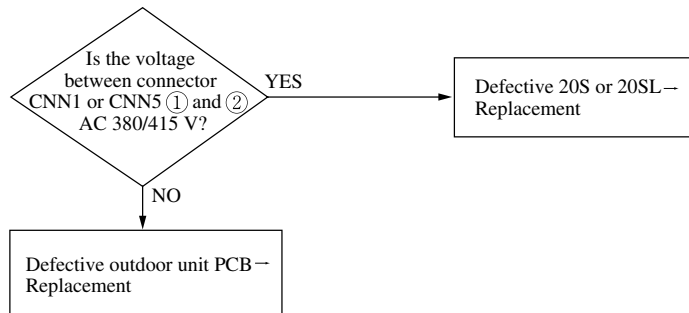 Is the voltage
between connector
CNN1 or CNN5 ① and ②
AC 380/415 V?
YES
Defective 20S or 20SL→
Replacement
NO
Defective outdoor unit PCB→
Replacement